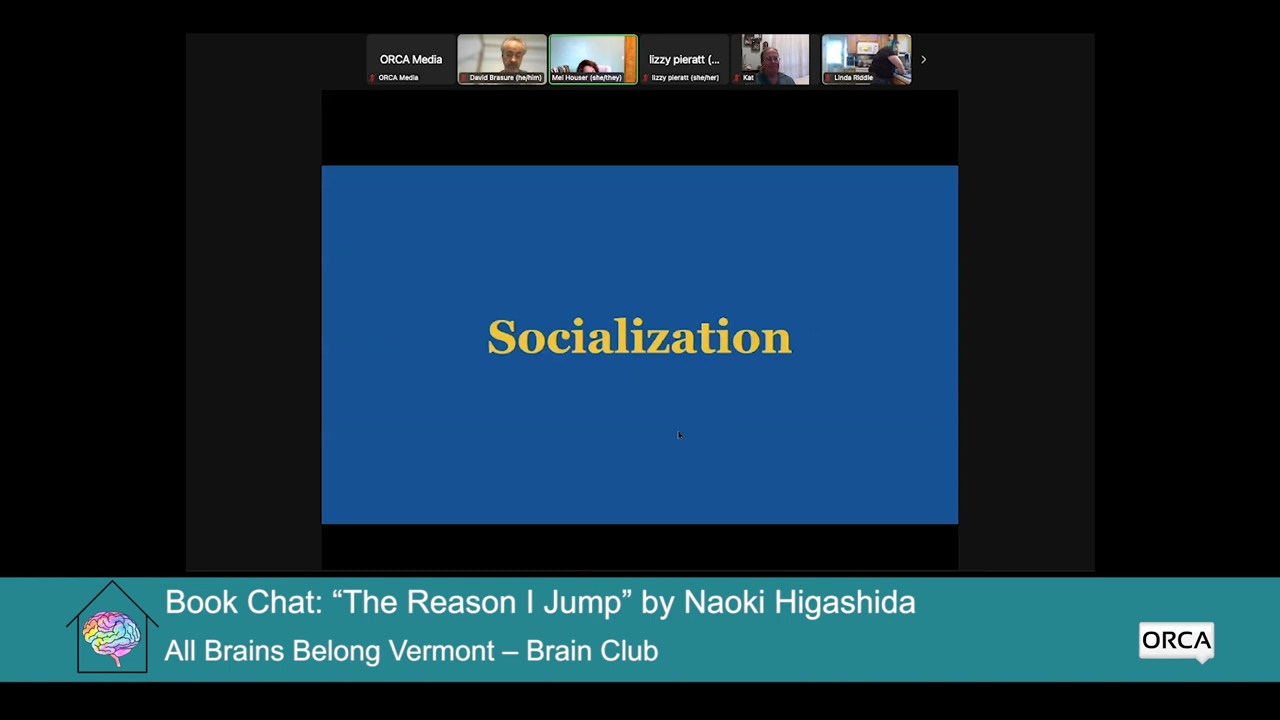 ORCA Media
lizzy pieratt (...
ORCA Media
David Brasure (he/him)
Mel Houser (she/they)
lizzy pieratt (she/her)
Kat
Linda Riddle
Socialization
Book Chat: “The Reason I Jump” by Naoki Higashida
All Brains Belong Vermont – Brain Club
ORCA